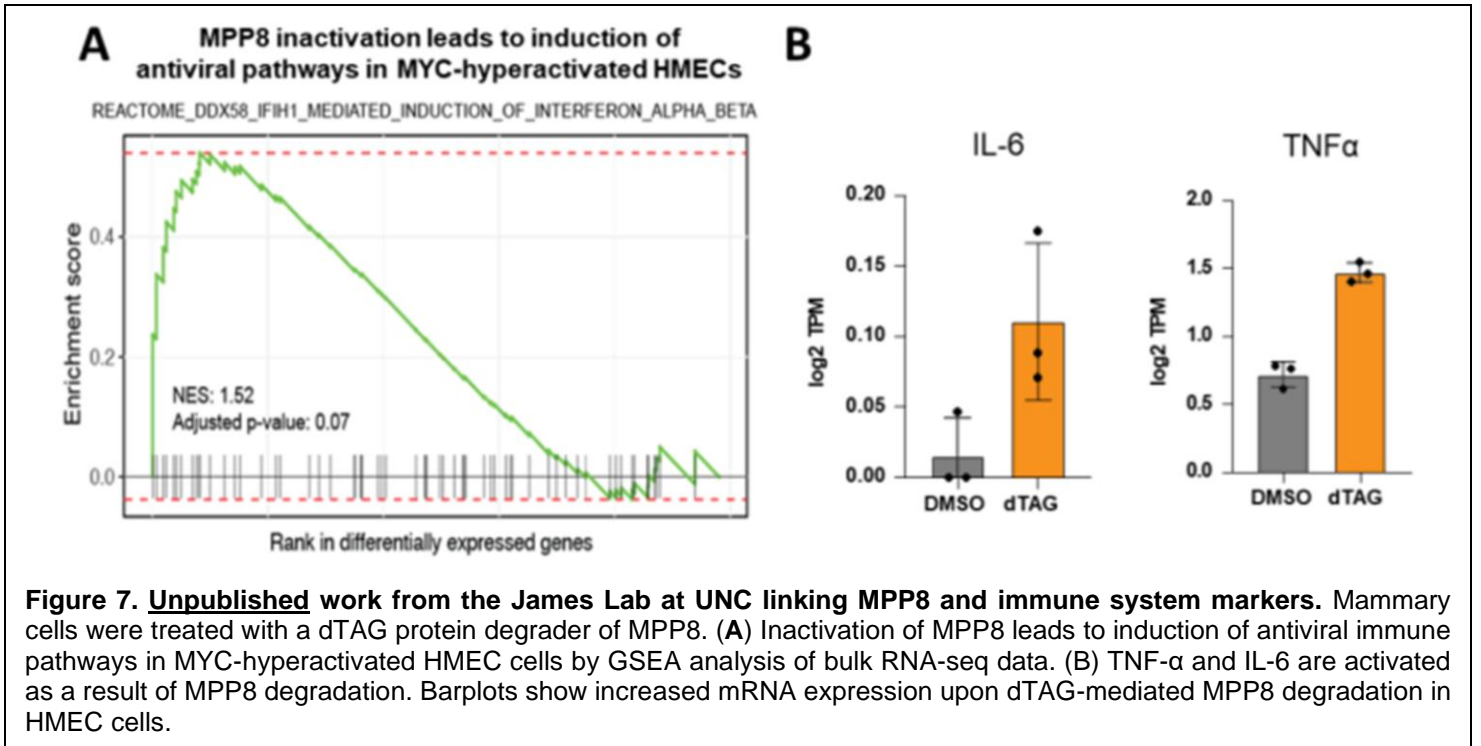 A
MPP8 inactivation leads to induction of
antiviral pathways in MYC-hyperactivated HMECs
REACTOME_DDX58_IFIH1_MEDIATED_INDUCTION_OF_INTERFERON_ALPHA_BETA
Enrichment score
0.4
0.2
0.0
NES: 1.52
Adjusted p-value: 0.07
Rank in differentially expressed genes
B
IL-6
log2 TPM
0.20
0.15
0.10
0.05
0.00
DMSO dTAG
TNFα
log2 TPM
2.0
1.5
1.0
0.5
0.0
DMSO dTAG
Figure 7. Unpublished work from the James Lab at UNC linking MPP8 and immune system markers. Mammary
cells were treated with a dTAG protein degrader of MPP8. (A) Inactivation of MPP8 leads to induction of antiviral immune
pathways in MYC-hyperactivated HMEC cells by GSEA analysis of bulk RNA-seq data. (B) TNF-α and IL-6 are activated
as a result of MPP8 degradation. Barplots show increased mRNA expression upon dTAG-mediated MPP8 degradation in
HMEC cells.